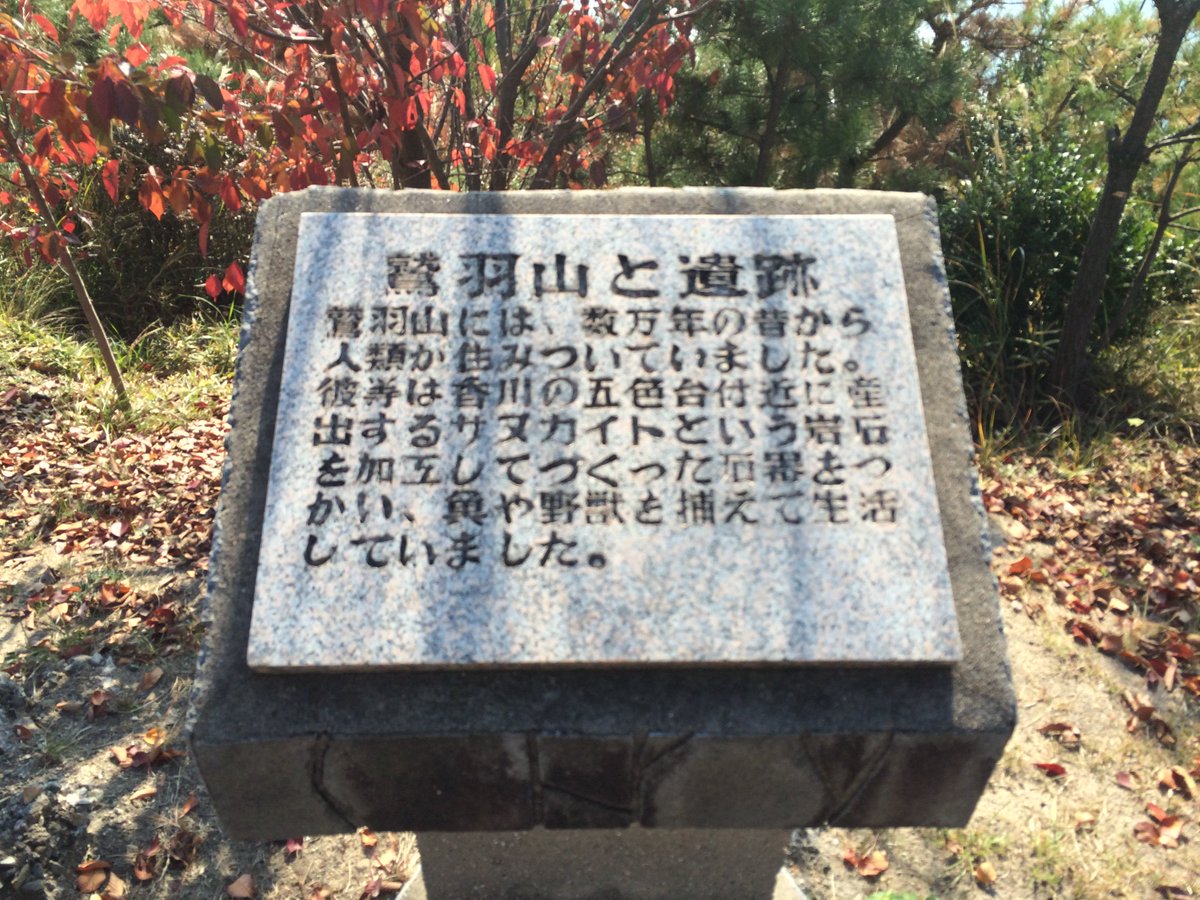 鷲羽山と遺跡
鷲羽山には、数万年の昔から
人類が住みついていました。
彼等は香川の五色台付近に産
出するサヌカイトという岩石
を加工してつくった石器をつ
かい、魚や野獣を捕えて生活
していました。